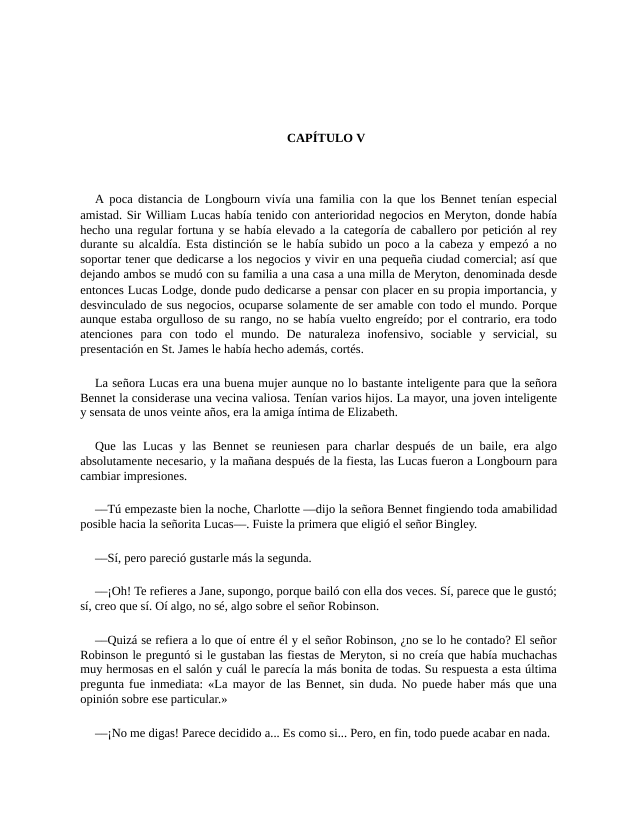 CAPÍTULO V
A poca distancia de Longbourn vivía una familia con la que los Bennet tenían especial
amistad. Sir William Lucas había tenido con anterioridad negocios en Meryton, donde había
hecho una regular fortuna y se había elevado a la categoría de caballero por petición al rey
durante su alcaldía. Esta distinción se le había subido un poco a la cabeza y empezó a no
soportar tener que dedicarse a los negocios y vivir en una pequeña ciudad comercial; así que
dejando ambos se mudó con su familia a una casa a una milla de Meryton, denominada desde
entonces Lucas Lodge, donde pudo dedicarse a pensar con placer en su propia importancia, y
desvinculado de sus negocios, ocuparse solamente de ser amable con todo el mundo. Porque
aunque estaba orgulloso de su rango, no se había vuelto engreído; por el contrario, era todo
atenciones para con todo el mundo. De naturaleza inofensivo, sociable y servicial, su
presentación en St. James le había hecho además, cortés.
La señora Lucas era una buena mujer aunque no lo bastante inteligente para que la señora
Bennet la considerase una vecina valiosa. Tenían varios hijos. La mayor, una joven inteligente
y sensata de unos veinte años, era la amiga íntima de Elizabeth.
Que las Lucas y las Bennet se reuniesen para charlar después de un baile, era algo
absolutamente necesario, y la mañana después de la fiesta, las Lucas fueron a Longbourn para
cambiar impresiones.
—Tú empezaste bien la noche, Charlotte —dijo la señora Bennet fingiendo toda amabilidad
posible hacia la señorita Lucas—. Fuiste la primera que eligió el señor Bingley.
—Sí, pero pareció gustarle más la segunda.
—¡Oh! Te refieres a Jane, supongo, porque bailó con ella dos veces. Sí, parece que le gustó;
sí, creo que sí. Oí algo, no sé, algo sobre el señor Robinson.
—Quizá se refiera a lo que oí entre él y el señor Robinson, ¿no se lo he contado? El señor
Robinson le preguntó si le gustaban las fiestas de Meryton, si no creía que había muchachas
muy hermosas en el salón y cuál le parecía la más bonita de todas. Su respuesta a esta última
pregunta fue inmediata: «La mayor de las Bennet, sin duda. No puede haber más que una
opinión sobre ese particular.»
—¡No me digas! Parece decidido a... Es como si... Pero, en fin, todo puede acabar en nada.